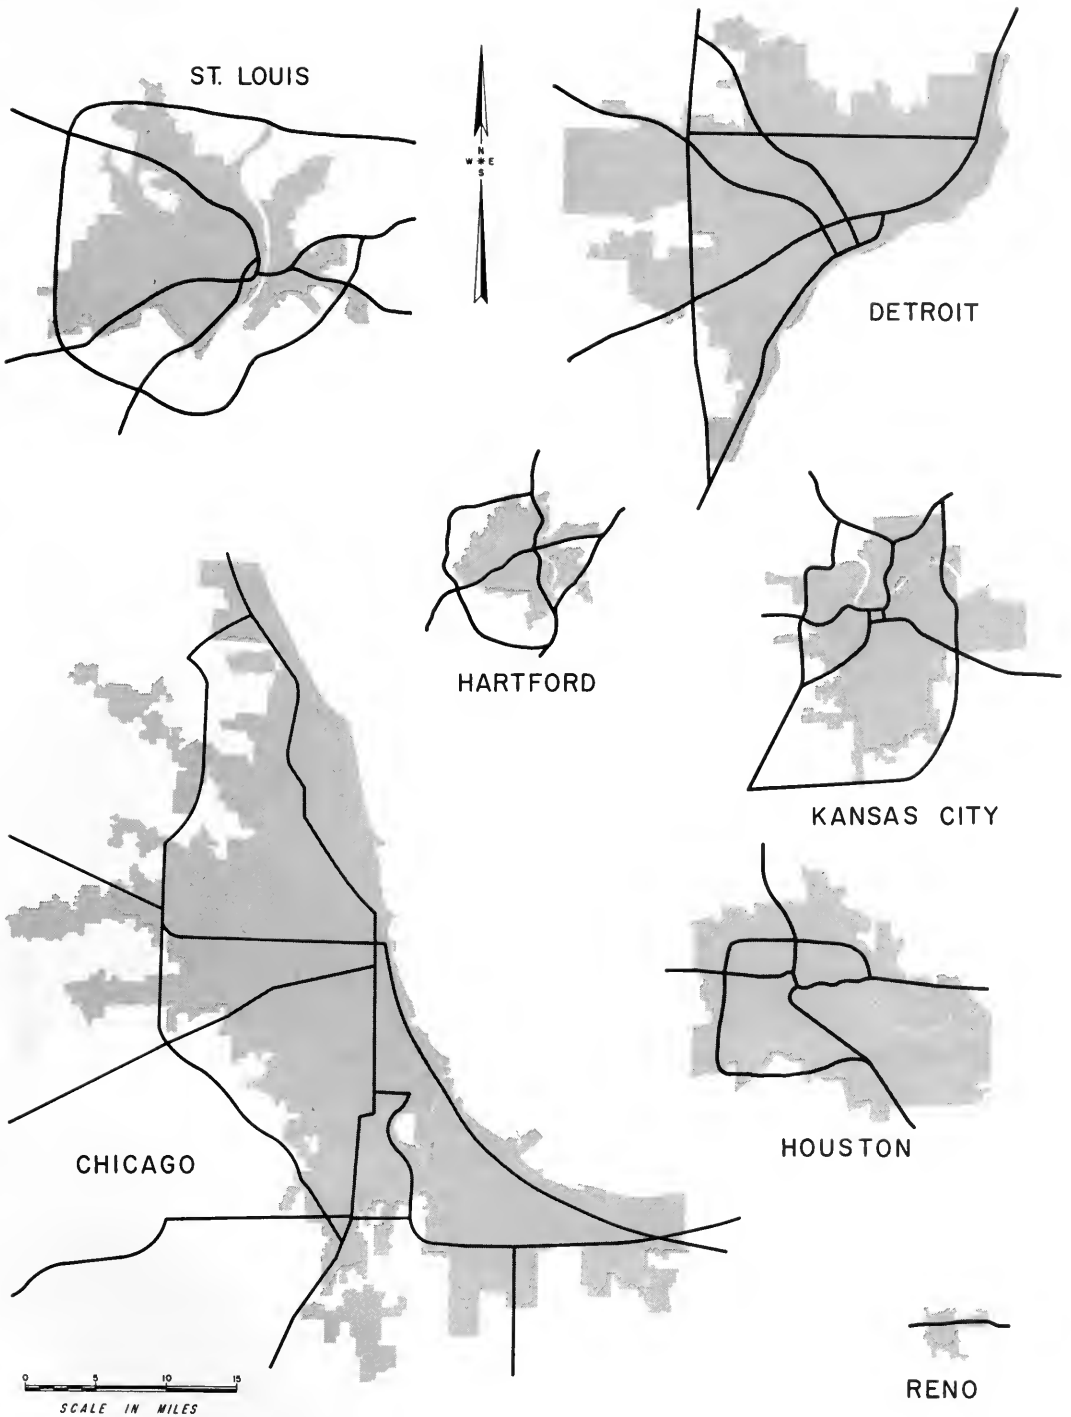 ST. LOUIS
N
W E
S
DETROIT
HARTFORD
KANSAS CITY
CHICAGO
HOUSTON
RENO
0 5 10 15
SCALE IN MILES